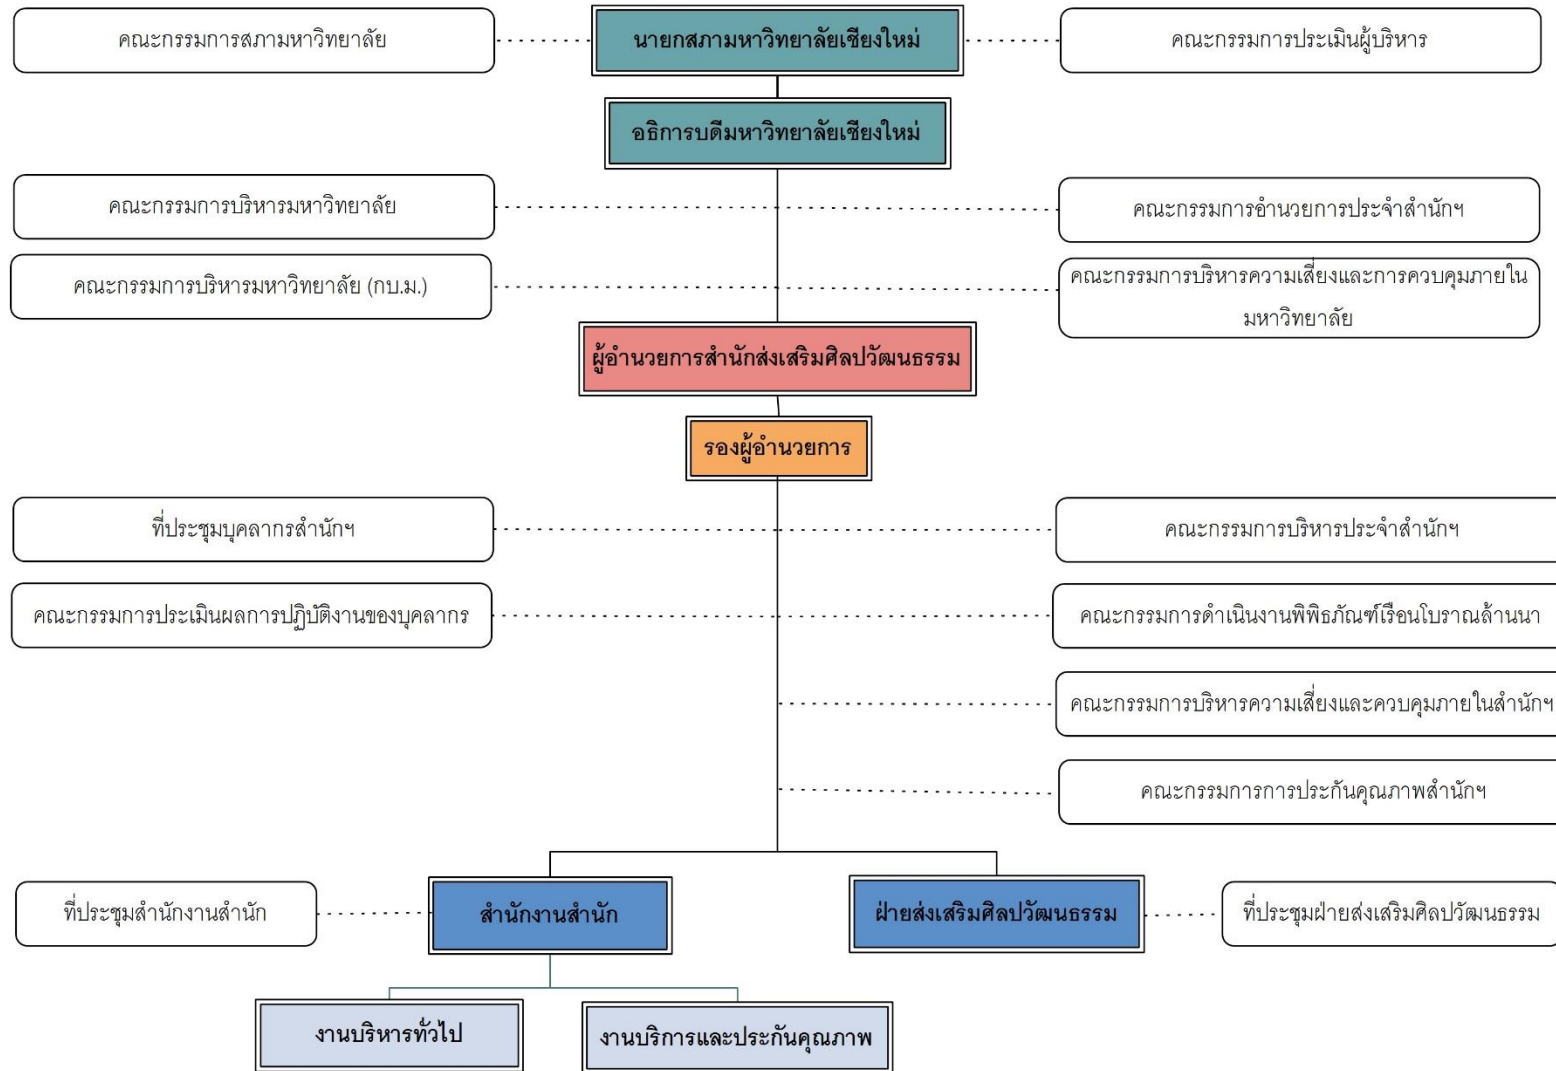 คณะกรรมการสภามหาวิทยาลัย
นายกสภามหาวิทยาลัยเชียงใหม่
คณะกรรมการประเมินผู้บริหาร
อธิการบดีมหาวิทยาลัยเชียงใหม่
คณะกรรมการบริหารมหาวิทยาลัย
คณะกรรมการอำนวยการประจำสำนักฯ
คณะกรรมการบริหารมหาวิทยาลัย (กบ.ม.)
คณะกรรมการบริหารความเสี่ยงและการควบคุมภายใน
มหาวิทยาลัย
ผู้อำนวยการสำนักส่งเสริมศิลปวัฒนธรรม
รองผู้อำนวยการ
ที่ประชุมบุคลากรสำนักฯ
คณะกรรมการบริหารประจำสำนักฯ
คณะกรรมการประเมินผลการปฏิบัติงานของบุคลากร
คณะกรรมการดำเนินงานพิพิธภัณฑ์เรือนโบราณล้านนา
คณะกรรมการบริหารความเสี่ยงและควบคุมภายในสำนักฯ
คณะกรรมการการประกันคุณภาพสำนักฯ
ที่ประชุมสำนักงานสำนัก
สำนักงานสำนัก
ฝ่ายส่งเสริมศิลปวัฒนธรรม
ที่ประชุมฝ่ายส่งเสริมศิลปวัฒนธรรม
งานบริหารทั่วไป
งานบริการและประกันคุณภาพ